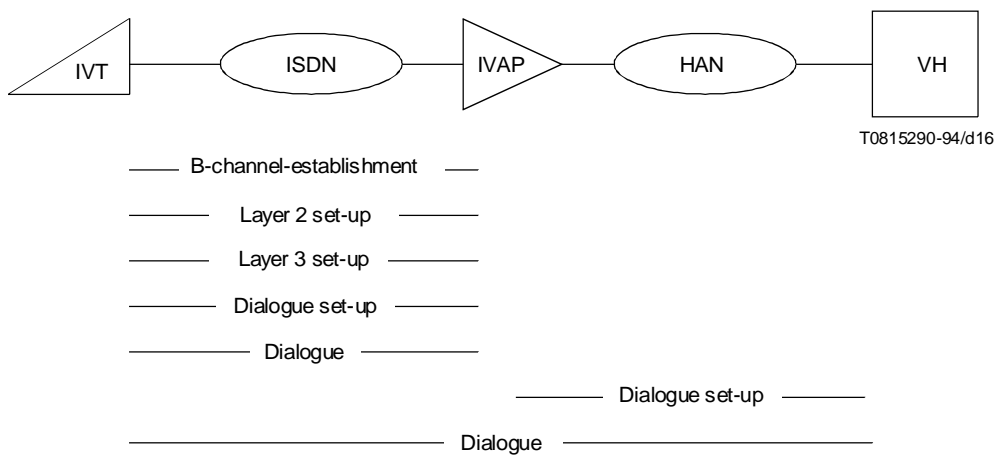 IVT ISDN IVAP HAN VH
T0815290-94/d16
B-channel-establishment
Layer 2 set-up
Layer 3 set-up
Dialogue set-up
Dialogue
Dialogue set-up
Dialogue